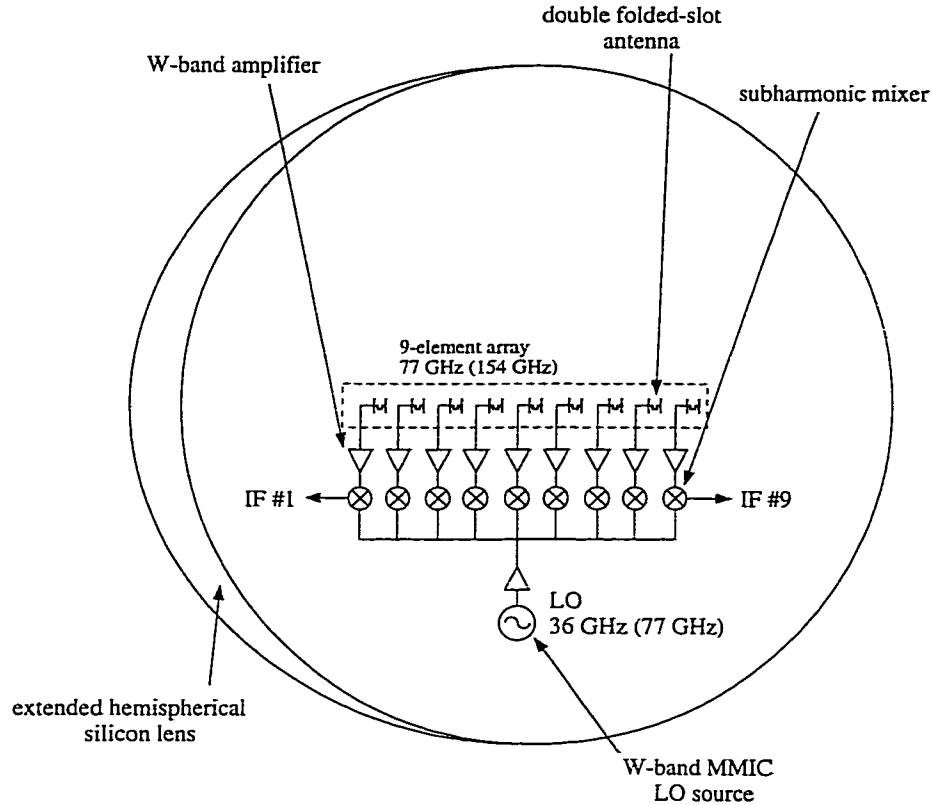 double folded-slot
antenna
W-band amplifier
subharmonic mixer
9-element array
77 GHz (154 GHz)
IF #1
IF #9
LO
36 GHz (77 GHz)
extended hemispherical
silicon lens
W-band MMIC
LO source